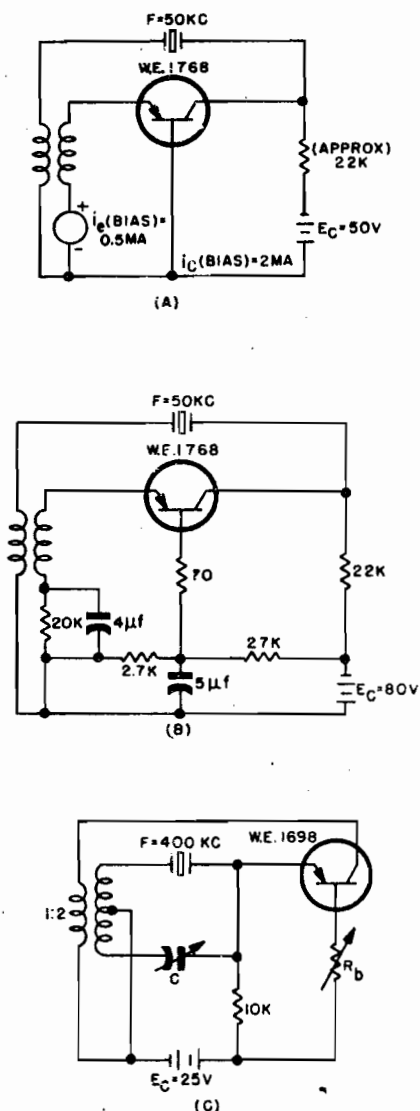 F=50KC
W.E.1768
(APPROX)
22K
+
ie(BIAS)=
0.5MA
-
EC=50V
iC(BIAS)=2MA
(A)
F=50KC
W.E.1768
70
22K
20K
4µf
2.7K
27K
5µf
EC=80V
(B)
F=400 KC
W.E.1698
1:2
C
Rb
10K
EC=25V
(C)